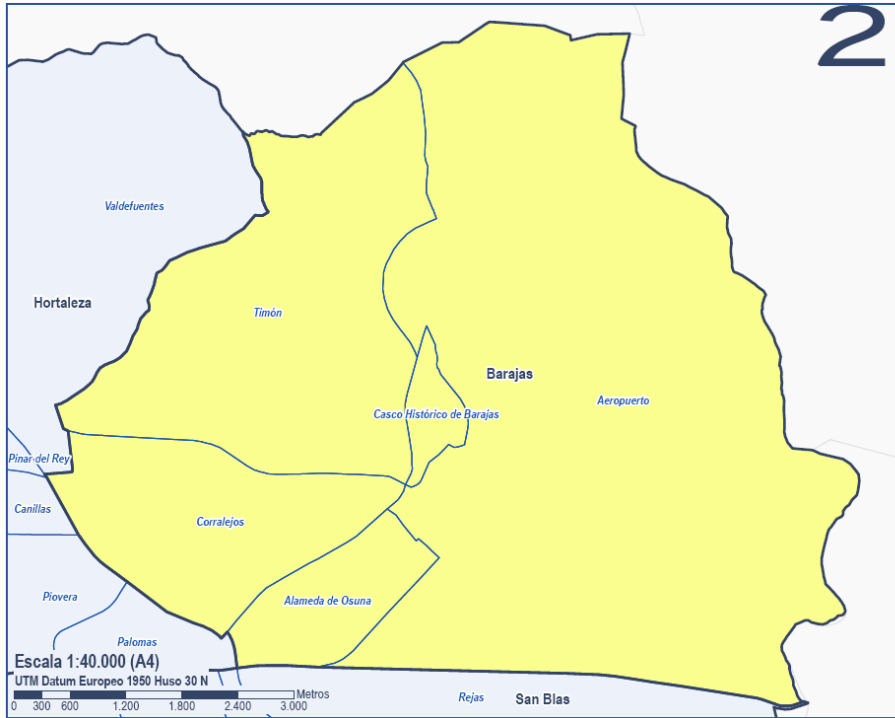 2
Valdefuentes
Hortaleza
Timón
Barajas
Aeropuerto
Casco Histórico de Barajas
Pinar del Rey
Canillas
Corralejos
Piovera
Alameda de Osuna
Palomas
Escala 1:40.000 (A4)
UTM Datum Europeo 1950 Huso 30 N
Metros
0 300 600 1.200 1.800 2.400 3.000
Rejas
San Blas